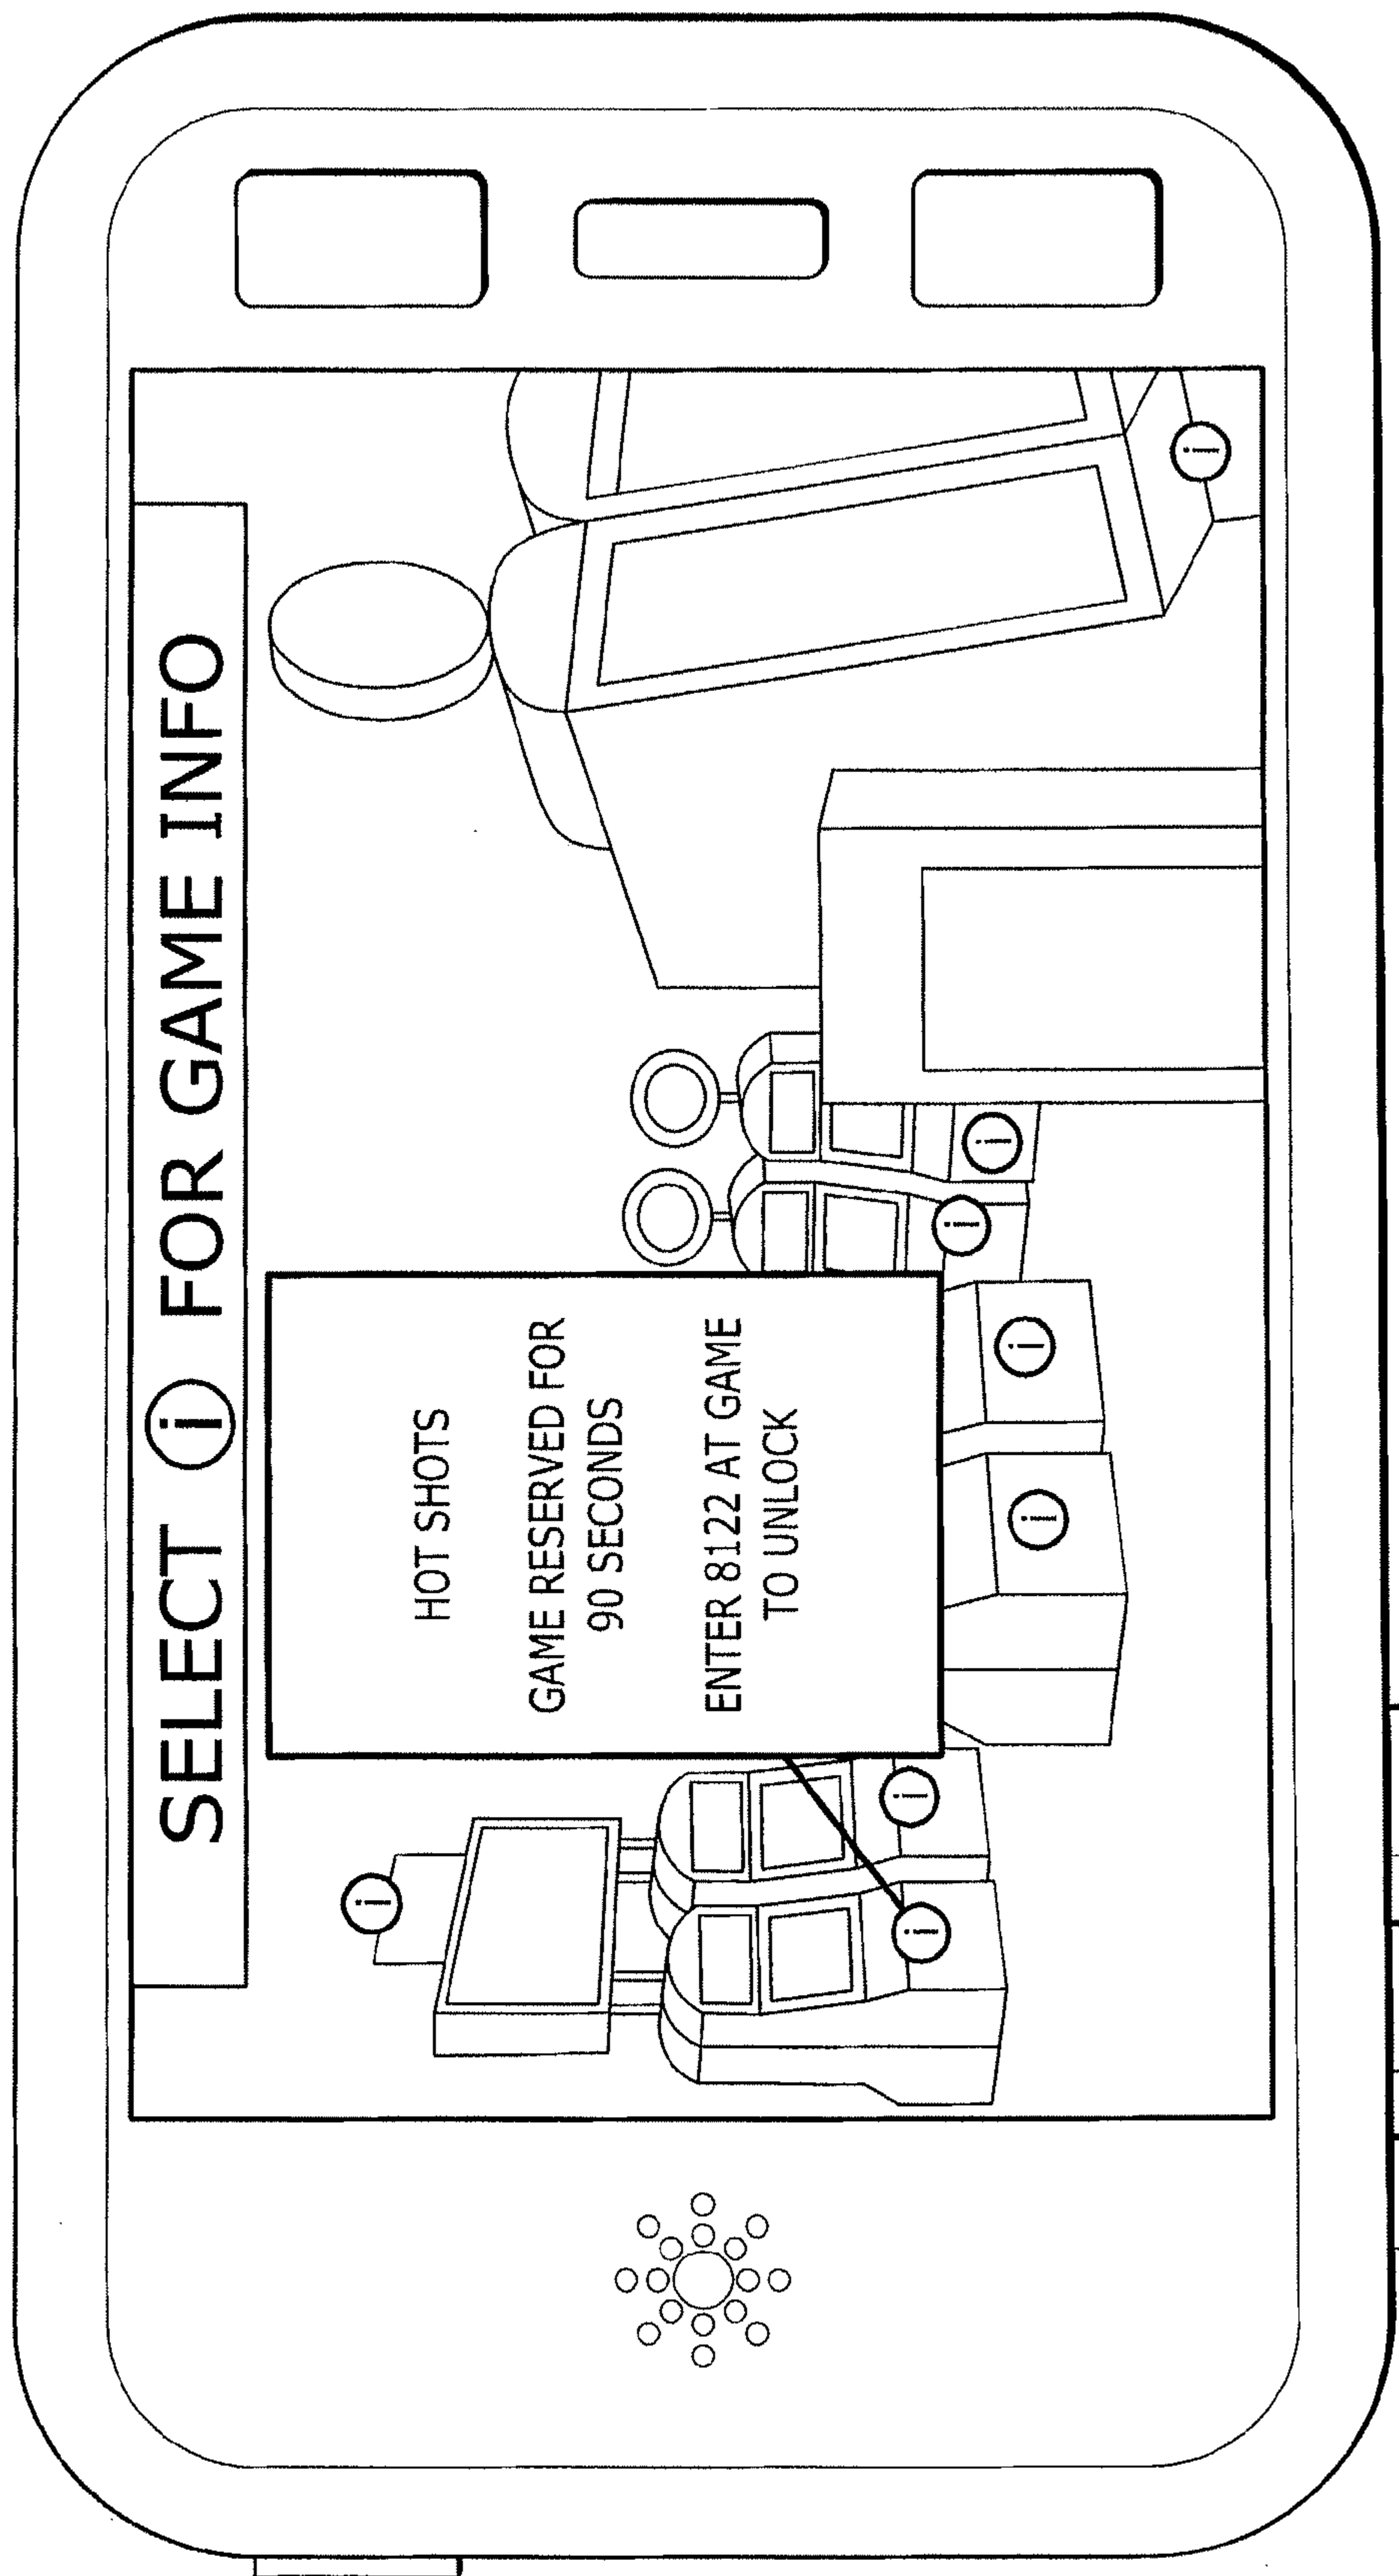 SELECT i FOR GAME INFO
HOT SHOTS
GAME RESERVED FOR
90 SECONDS
ENTER 8122 AT GAME
TO UNLOCK
i
i
i
i
i
i
i
i